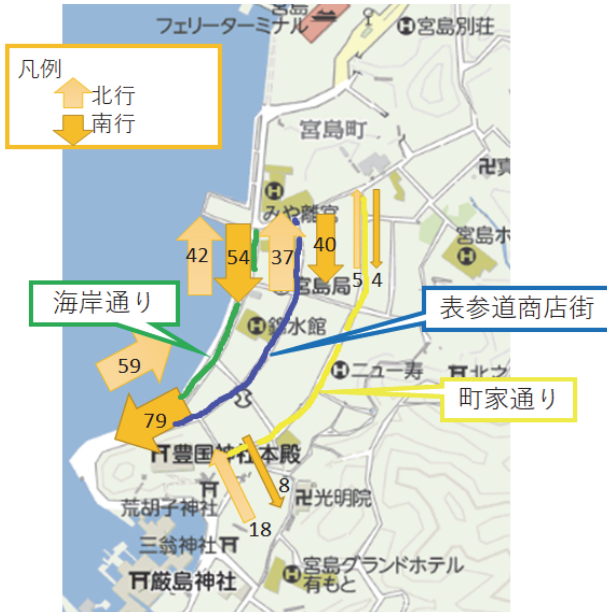 宮島
フェリーターミナル
宮島別荘
凡例
北行
南行
宮島町
卍真
みや離宮
宮島ホ
42
54
37
40
5
4
宮島局
海岸通り
表参道商店街
錦水館
59
ニュー寿
北之
町家通り
79
豊国神社本殿
8
卍光明院
荒胡子神社
18
三翁神社
宮島グランドホテル
有もと
厳島神社